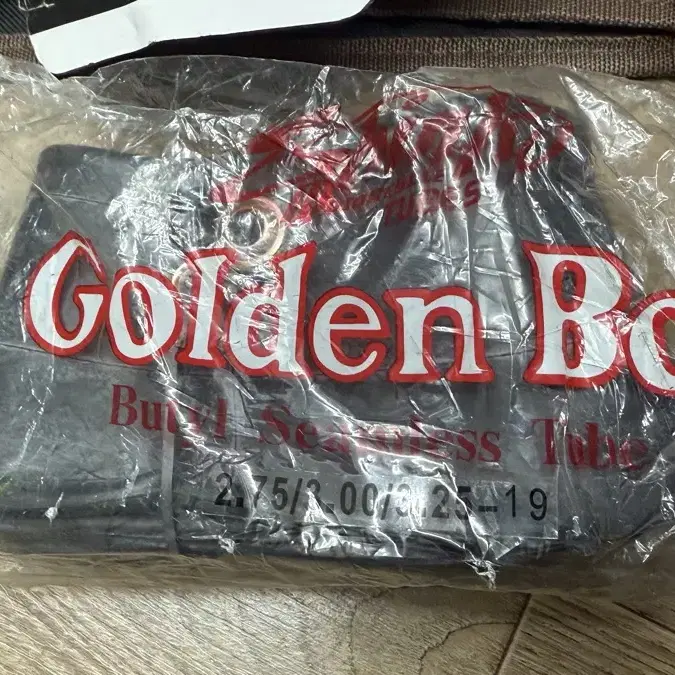 Golden Bo
Butyl Seamless Tube
2.75/3.00/3.25-19